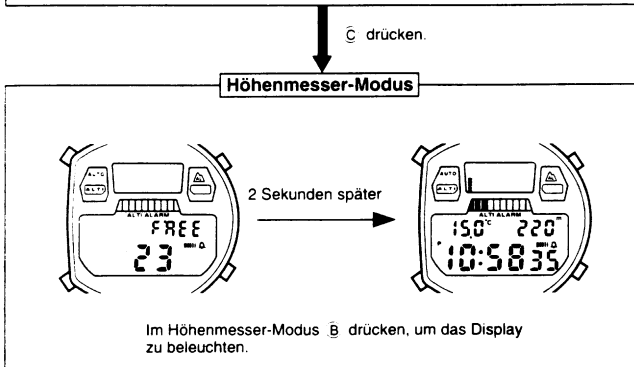 C drücken.
Höhenmesser-Modus
AUTO
ALTI
ALTI ALARM
FREE
23
2 Sekunden später
AUTO
ALTI
ALTI ALARM
15.0°C 220m
P 10:58 35
Im Höhenmesser-Modus B drücken, um das Display
zu beleuchten.